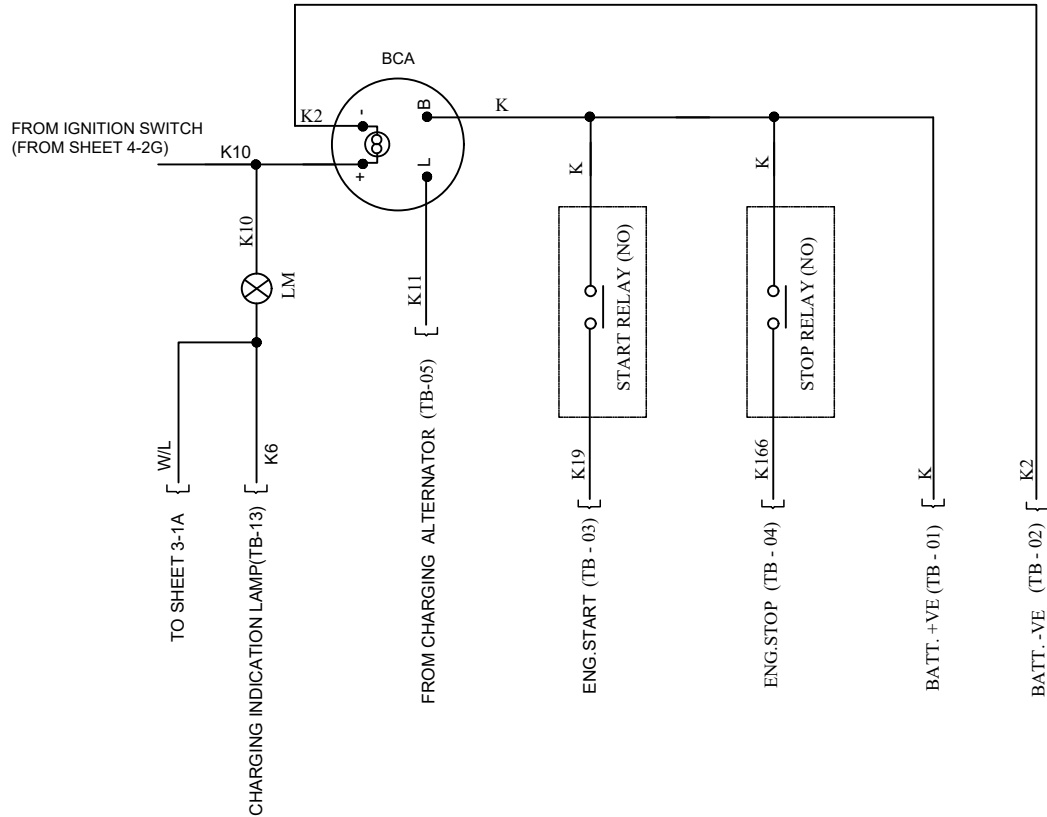 BCA
K2
-
B
K
FROM IGNITION SWITCH
(FROM SHEET 4-2G)
K10
+
L
K
K
K10
LM
K11
START RELAY (NO)
STOP RELAY (NO)
W/L
K6
K19
K166
K
K2
TO SHEET 3-1A
CHARGING INDICATION LAMP(TB-13)
FROM CHARGING ALTERNATOR (TB-05)
ENG.START (TB - 03)
ENG.STOP (TB - 04)
BATT. +VE (TB - 01)
BATT. -VE (TB - 02)